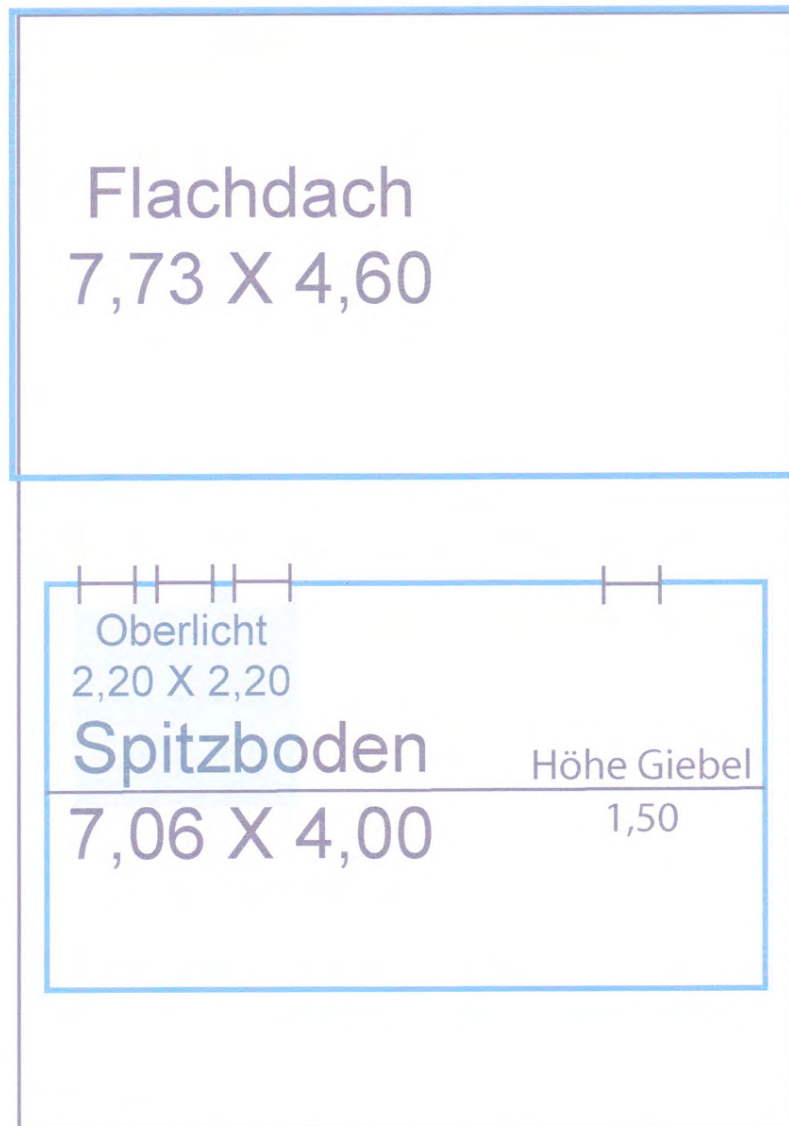 Flachdach
7,73 X 4,60
Oberlicht
2,20 X 2,20
Spitzboden
Höhe Giebel
7,06 X 4,00
1,50